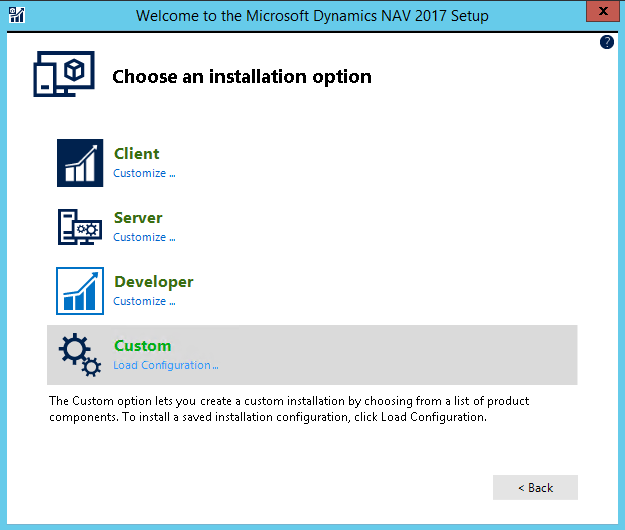 Welcome to the Microsoft Dynamics NAV 2017 Setup
x
?
Choose an installation option
Client
Customize ...
Server
Customize ...
Developer
Customize ...
Custom
Load Configuration ...
The Custom option lets you create a custom installation by choosing from a list of product
components. To install a saved installation configuration, click Load Configuration.
< Back